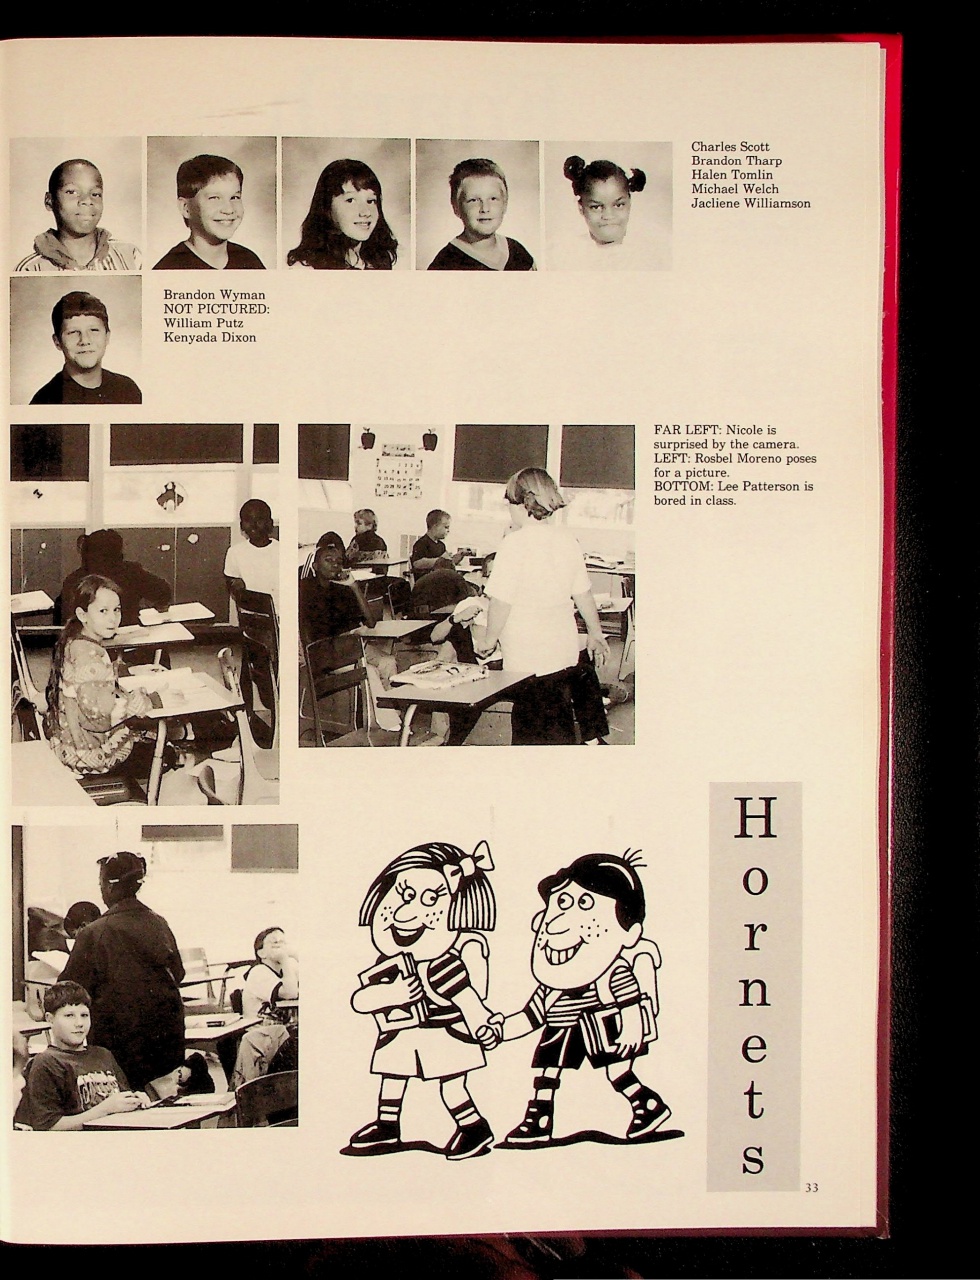 Charles Scott
Brandon Tharp
Halen Tomlin
Michael Welch
Jacliene Williamson
Brandon Wyman
NOT PICTURED:
William Putz
Kenyada Dixon
FAR LEFT: Nicole is
surprised by the camera.
LEFT: Rosbel Moreno poses
for a picture.
BOTTOM: Lee Patterson is
bored in class.
Hornets
33